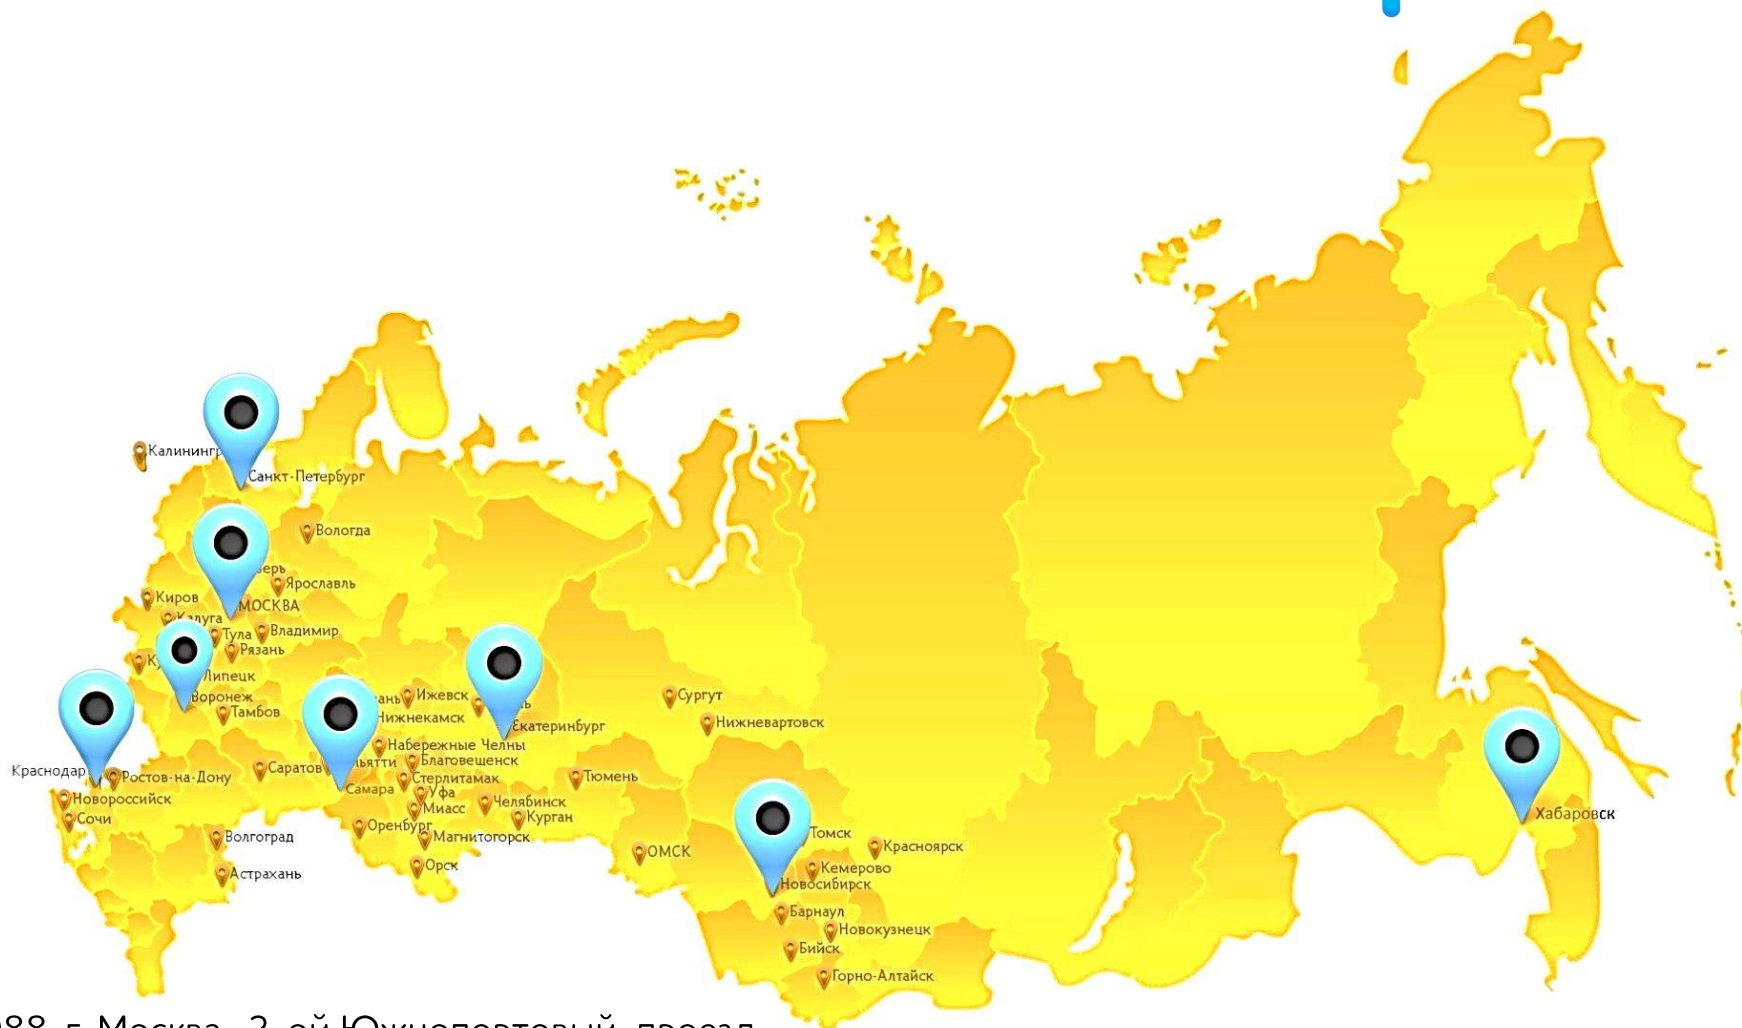 Калинингр
Санкт-Петербург
Вологда
верь
Ярославль
Киров
МОСКВА
Калуга
Тула
Владимир
Рязань
Липецк
Воронеж
Тамбов
Ижевск
Нижнекамск
Екатеринбург
Сургут
Нижневартовск
Набережные Челны
Благовещенск
льятти
Стерлитамак
Саратов
Самара
Уфа
Миасс
Челябинск
Курган
Тюмень
Краснодар
Ростов-на-Дону
Новороссийск
Сочи
Волгоград
Оренбург
Магнитогорск
Орск
Астрахань
ОМСК
Томск
Красноярск
Кемерово
Новосибирск
Барнаул
Новокузнецк
Бийск
Горно-Алтайск
Хабаровск
088, г. Москва, 2-ой Южнопортовый проезд